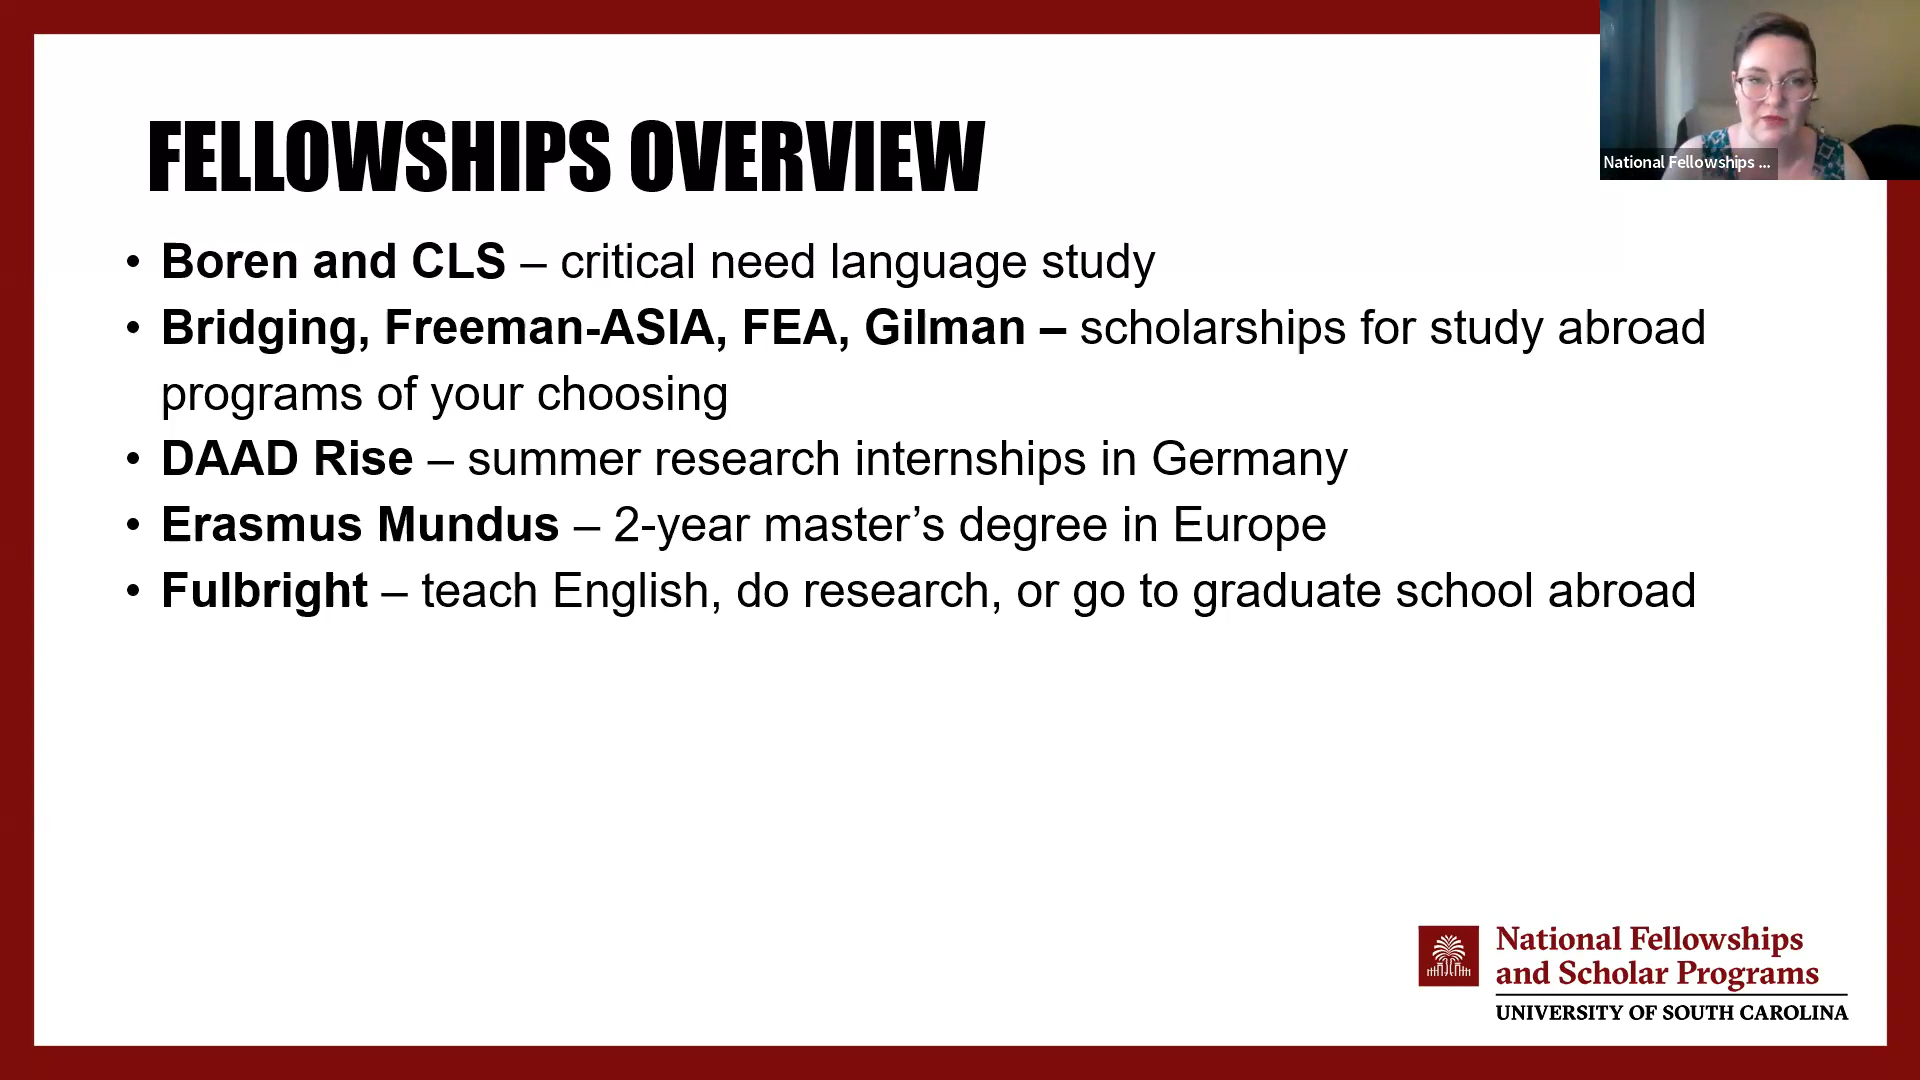 FELLOWSHIPS OVERVIEW
National Fellowships ...
• Boren and CLS – critical need language study
• Bridging, Freeman-ASIA, FEA, Gilman – scholarships for study abroad
programs of your choosing
• DAAD Rise – summer research internships in Germany
• Erasmus Mundus – 2-year master’s degree in Europe
• Fulbright – teach English, do research, or go to graduate school abroad
National Fellowships
and Scholar Programs
UNIVERSITY OF SOUTH CAROLINA